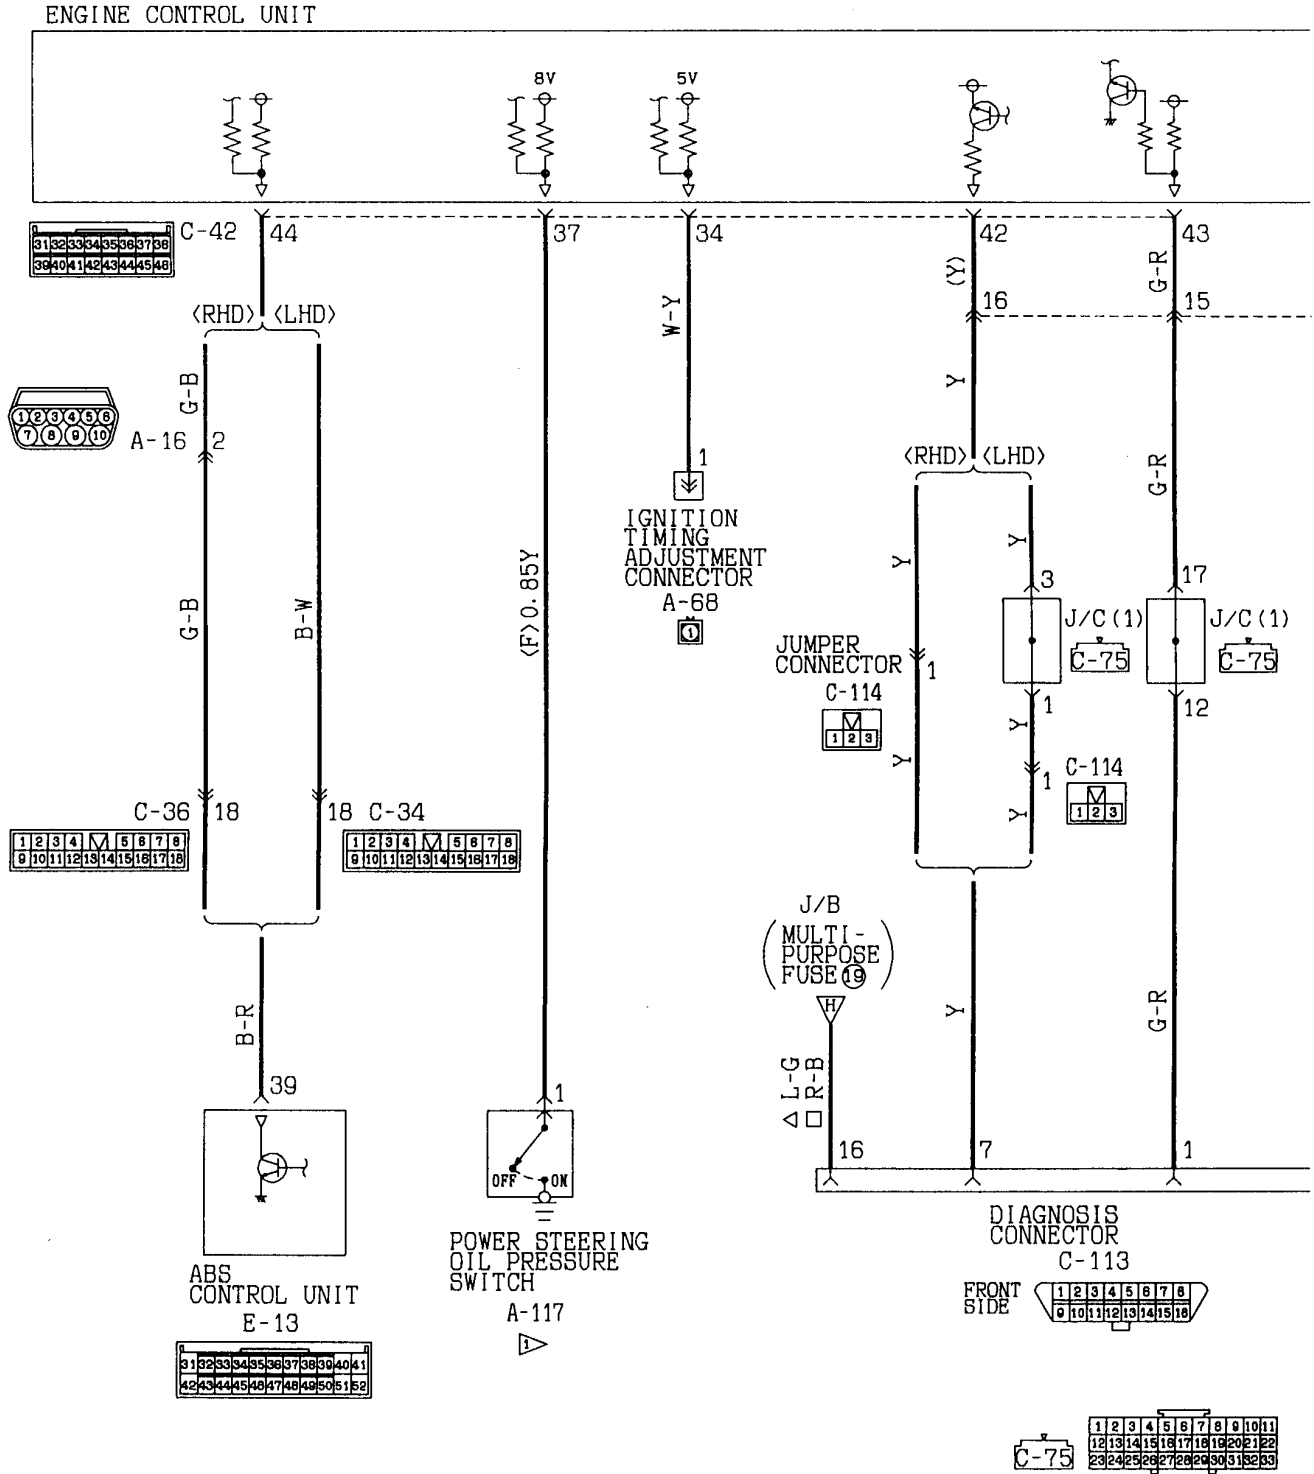 ENGINE CONTROL UNIT
8V
5V
C-42
44
37
34
42
43
31 32 33 34 35 36 37 38
39 40 41 42 43 44 45 46
(Y)
G-R
16
15
<RHD> <LHD>
W-Y
G-B
Y
1 2 3 4 5 6
7 8 9 10
A-16
2
1
<RHD> <LHD>
G-R
IGNITION
TIMING
ADJUSTMENT
CONNECTOR
A-68
1
<F>0.85Y
Y
Y
3
17
G-B
B-W
J/C(1)
C-75
J/C(1)
C-75
JUMPER
CONNECTOR
1
C-114
1 2 3
1
12
Y
Y
1
C-114
1 2 3
Y
C-36
18
18
C-34
1 2 3 4 5 6 7 8
9 10 11 12 13 14 15 16 17 18
1 2 3 4 5 6 7 8
9 10 11 12 13 14 15 16 17 18
J/B
MULTI-
PURPOSE
FUSE 19
H
B-R
Y
G-R
△ L-G
□ R-B
39
1
16
7
1
OFF
ON
DIAGNOSIS
CONNECTOR
C-113
POWER STEERING
OIL PRESSURE
SWITCH
A-117
1
ABS
CONTROL UNIT
E-13
FRONT
SIDE
1 2 3 4 5 6 7 8
9 10 11 12 13 14 15 16
31 32 33 34 35 36 37 38 39 40 41
42 43 44 45 46 47 48 49 50 51 52
C-75
1 2 3 4 5 6 7 8 9 10 11
12 13 14 15 16 17 18 19 20 21 22
23 24 25 26 27 28 29 30 31 32 33